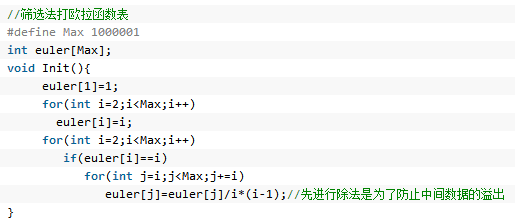 //筛选法打欧拉函数表
#define Max 1000001
int euler[Max];
void Init(){
     euler[1]=1;
     for(int i=2;i<Max;i++)
       euler[i]=i;
     for(int i=2;i<Max;i++)
        if(euler[i]==i)
           for(int j=i;j<Max;j+=i)
              euler[j]=euler[j]/i*(i-1);//先进行除法是为了防止中间数据的溢出
}